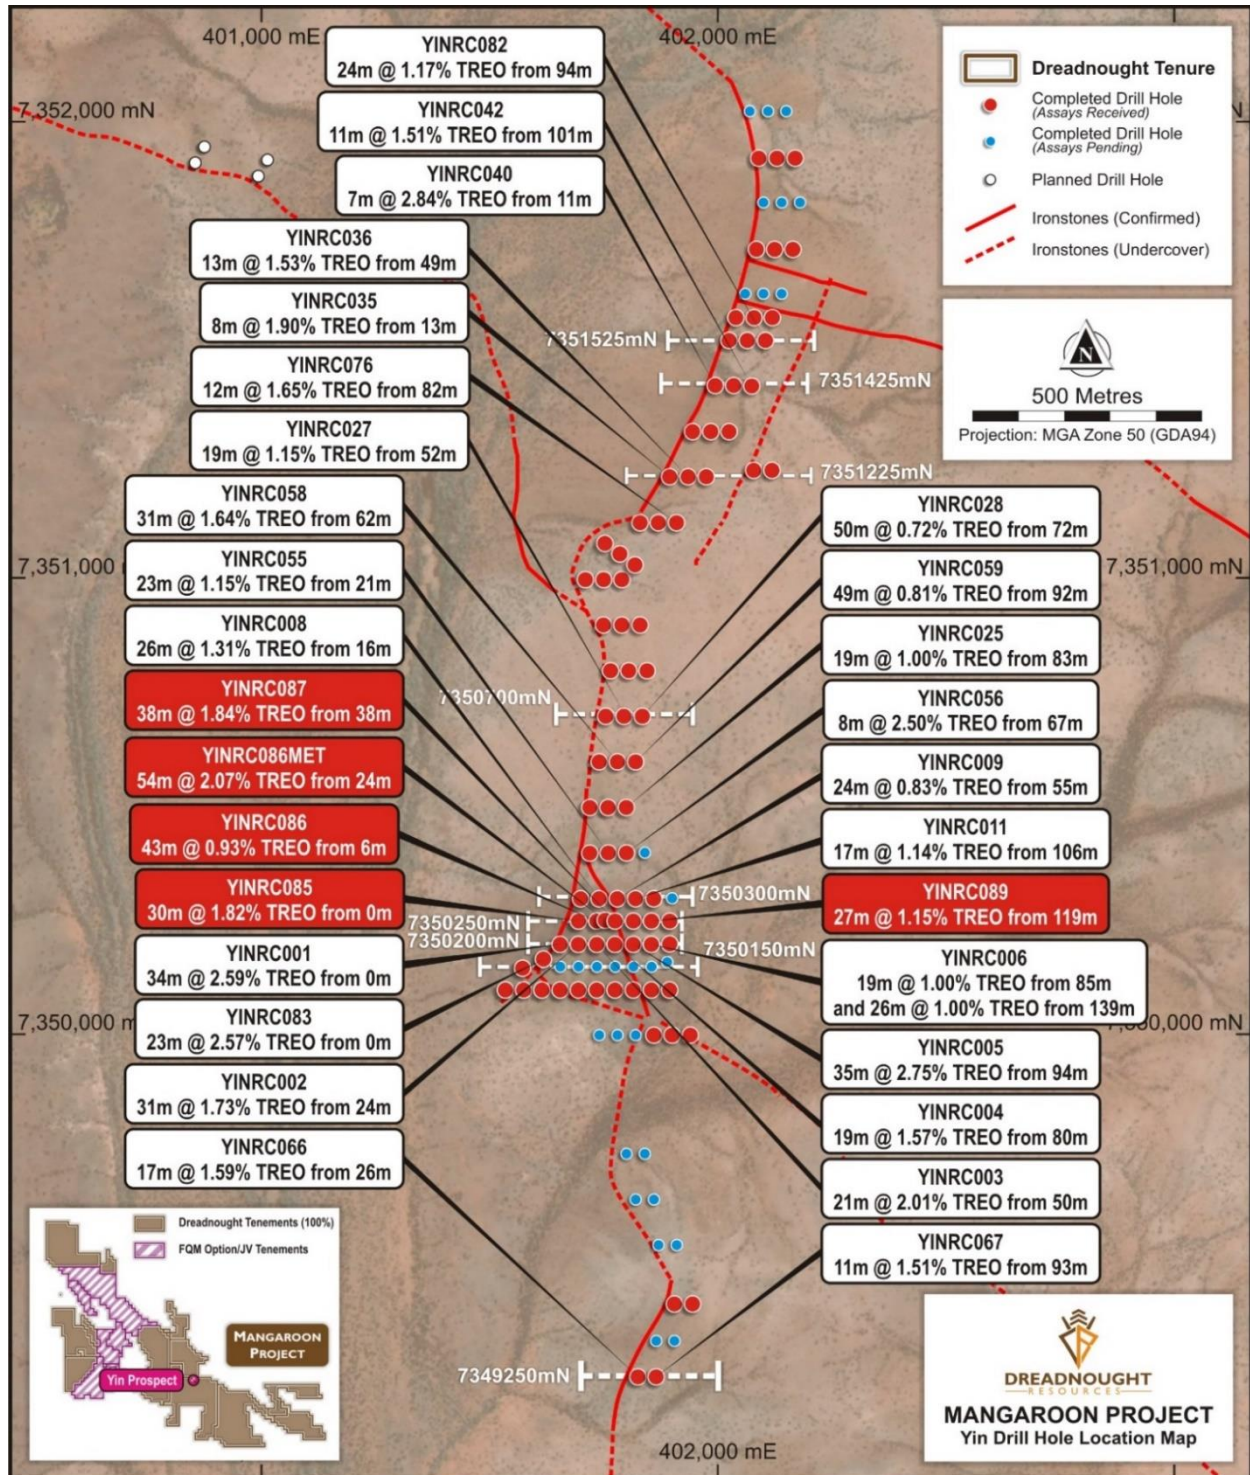 401,000 mE
402,000 mE
7,352,000 mN
YINRC082
24m @ 1.17% TREO from 94m
YINRC042
11m @ 1.51% TREO from 101m
YINRC040
7m @ 2.84% TREO from 11m
YINRC036
13m @ 1.53% TREO from 49m
YINRC035
8m @ 1.90% TREO from 13m
YINRC076
12m @ 1.65% TREO from 82m
YINRC027
19m @ 1.15% TREO from 52m
YINRC058
31m @ 1.64% TREO from 62m
YINRC055
23m @ 1.15% TREO from 21m
YINRC008
26m @ 1.31% TREO from 16m
YINRC087
38m @ 1.84% TREO from 38m
YINRC086MET
54m @ 2.07% TREO from 24m
YINRC086
43m @ 0.93% TREO from 6m
YINRC085
30m @ 1.82% TREO from 0m
YINRC001
34m @ 2.59% TREO from 0m
YINRC083
23m @ 2.57% TREO from 0m
YINRC002
31m @ 1.73% TREO from 24m
YINRC066
17m @ 1.59% TREO from 26m
7,351,000
7,350,000 m
7351525mN
7351425mN
7351225mN
7350700mN
7350300mN
7350250mN
7350200mN
7350150mN
7349250mN
Dreadnought Tenure
Completed Drill Hole
(Assays Received)
Completed Drill Hole
(Assays Pending)
Planned Drill Hole
Ironstones (Confirmed)
Ironstones (Undercover)
N
N
500 Metres
Projection: MGA Zone 50 (GDA94)
YINRC028
50m @ 0.72% TREO from 72m
7,351,000 mN
YINRC059
49m @ 0.81% TREO from 92m
YINRC025
19m @ 1.00% TREO from 83m
YINRC056
8m @ 2.50% TREO from 67m
YINRC009
24m @ 0.83% TREO from 55m
YINRC011
17m @ 1.14% TREO from 106m
YINRC089
27m @ 1.15% TREO from 119m
YINRC006
19m @ 1.00% TREO from 85m
and 26m @ 1.00% TREO from 139m
0,000 mN
YINRC005
35m @ 2.75% TREO from 94m
YINRC004
19m @ 1.57% TREO from 80m
YINRC003
21m @ 2.01% TREO from 50m
YINRC067
11m @ 1.51% TREO from 93m
Dreadnought Tenements (100%)
FQM Option/JV Tenements
MANGAROON
PROJECT
Yin Prospect
402,000 mE
DREADNOUGHT
RESOURCES
MANGAROON PROJECT
Yin Drill Hole Location Map